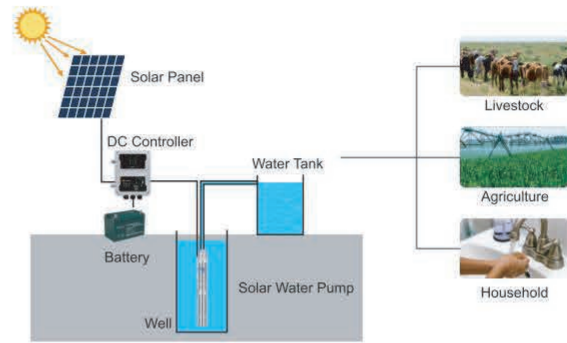 Solar Panel
DC Controller
Water Tank
Battery
Solar Water Pump
Well
Livestock
Agriculture
Household